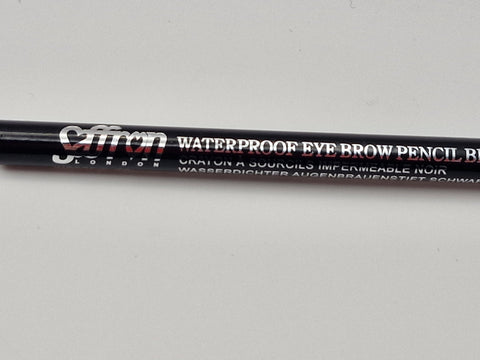 Saffron
LONDON
WATERPROOF EYE BROW PENCIL
CRAYON A SOURCILS IMPERMEABLE NOIR
WASSERDICHTER AUGENBRAUENSTIFT